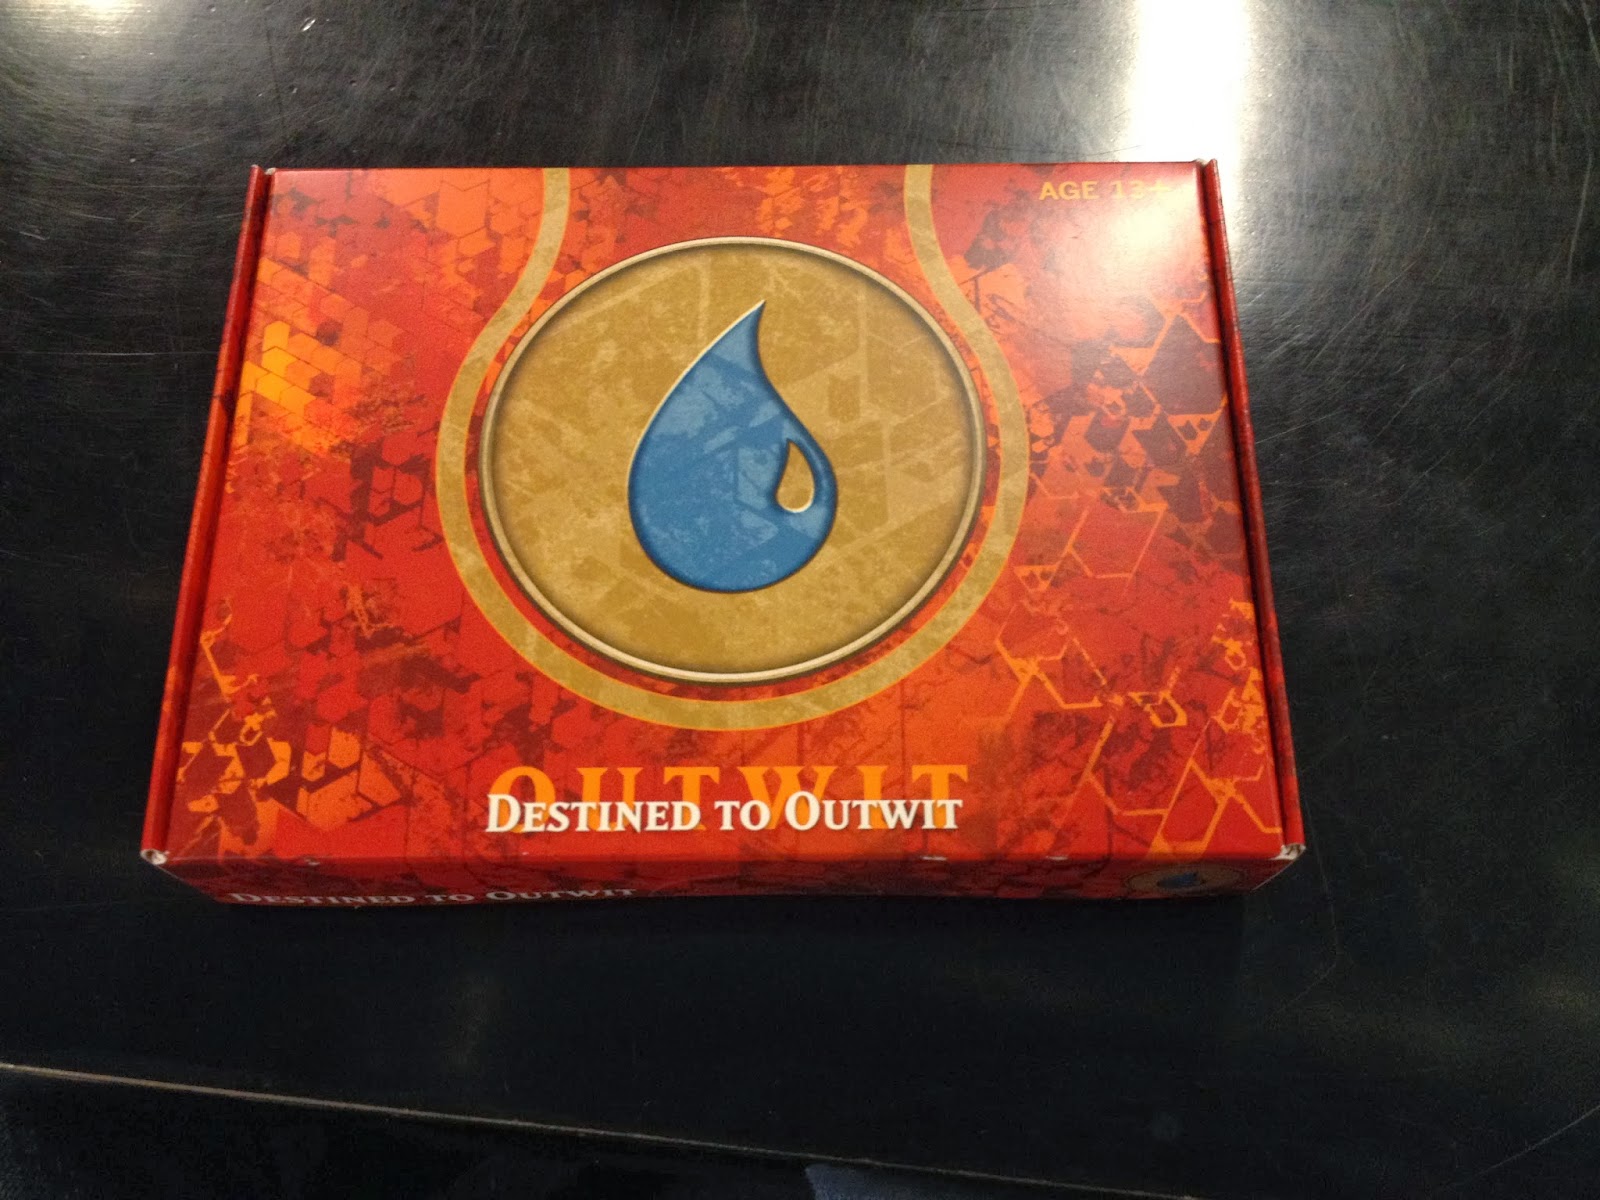 AGE 13+
OUTWIT
DESTINED TO OUTWIT
DESTINED TO OUTWIT